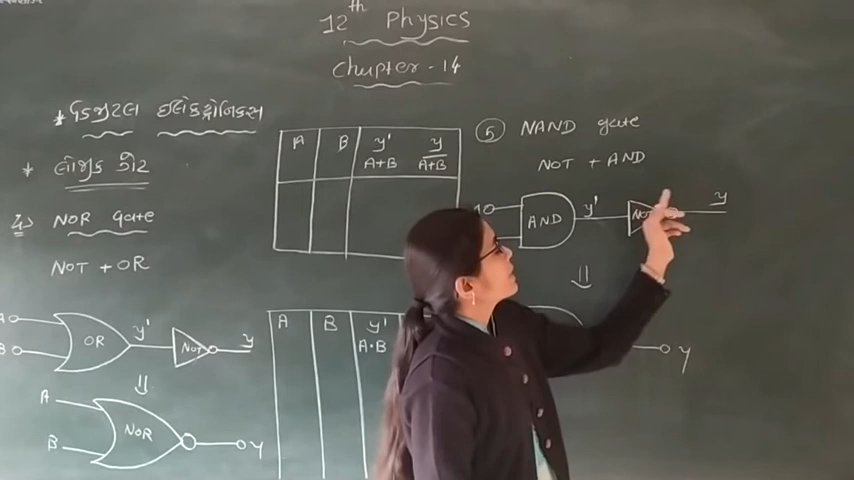 12th Physics
Chapter-14
* ડિજીટલ ઇલેક્ટ્રોનિક્સ
* લોજીક ગેટ
NOR gate
NOT + OR
A
B
OR
y'
NOT
y
⇓
A
B
NOR
y
A B y' y
A+B A+B
A B y'
A·B
5 NAND gate
NOT + AND
AND
y'
NOT
y
⇓
y